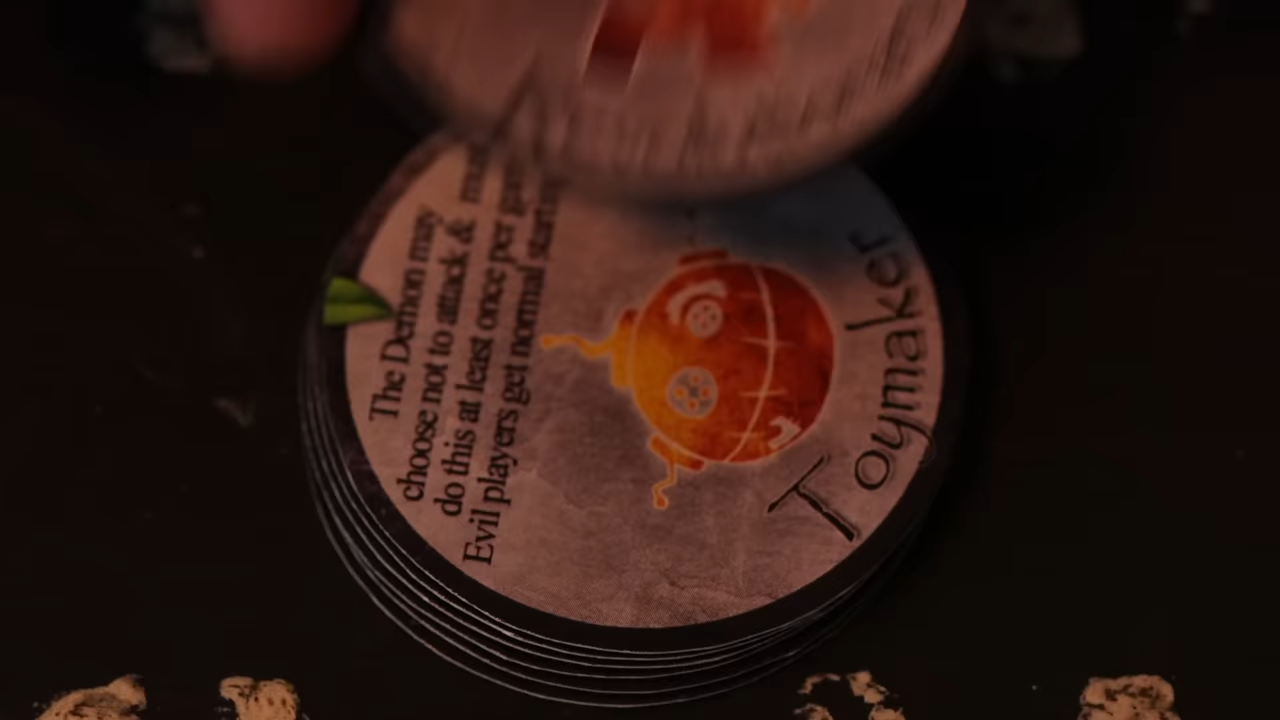 The Demon may
choose not to attack &
do this at least once per
Evil players get normal
Toymaker